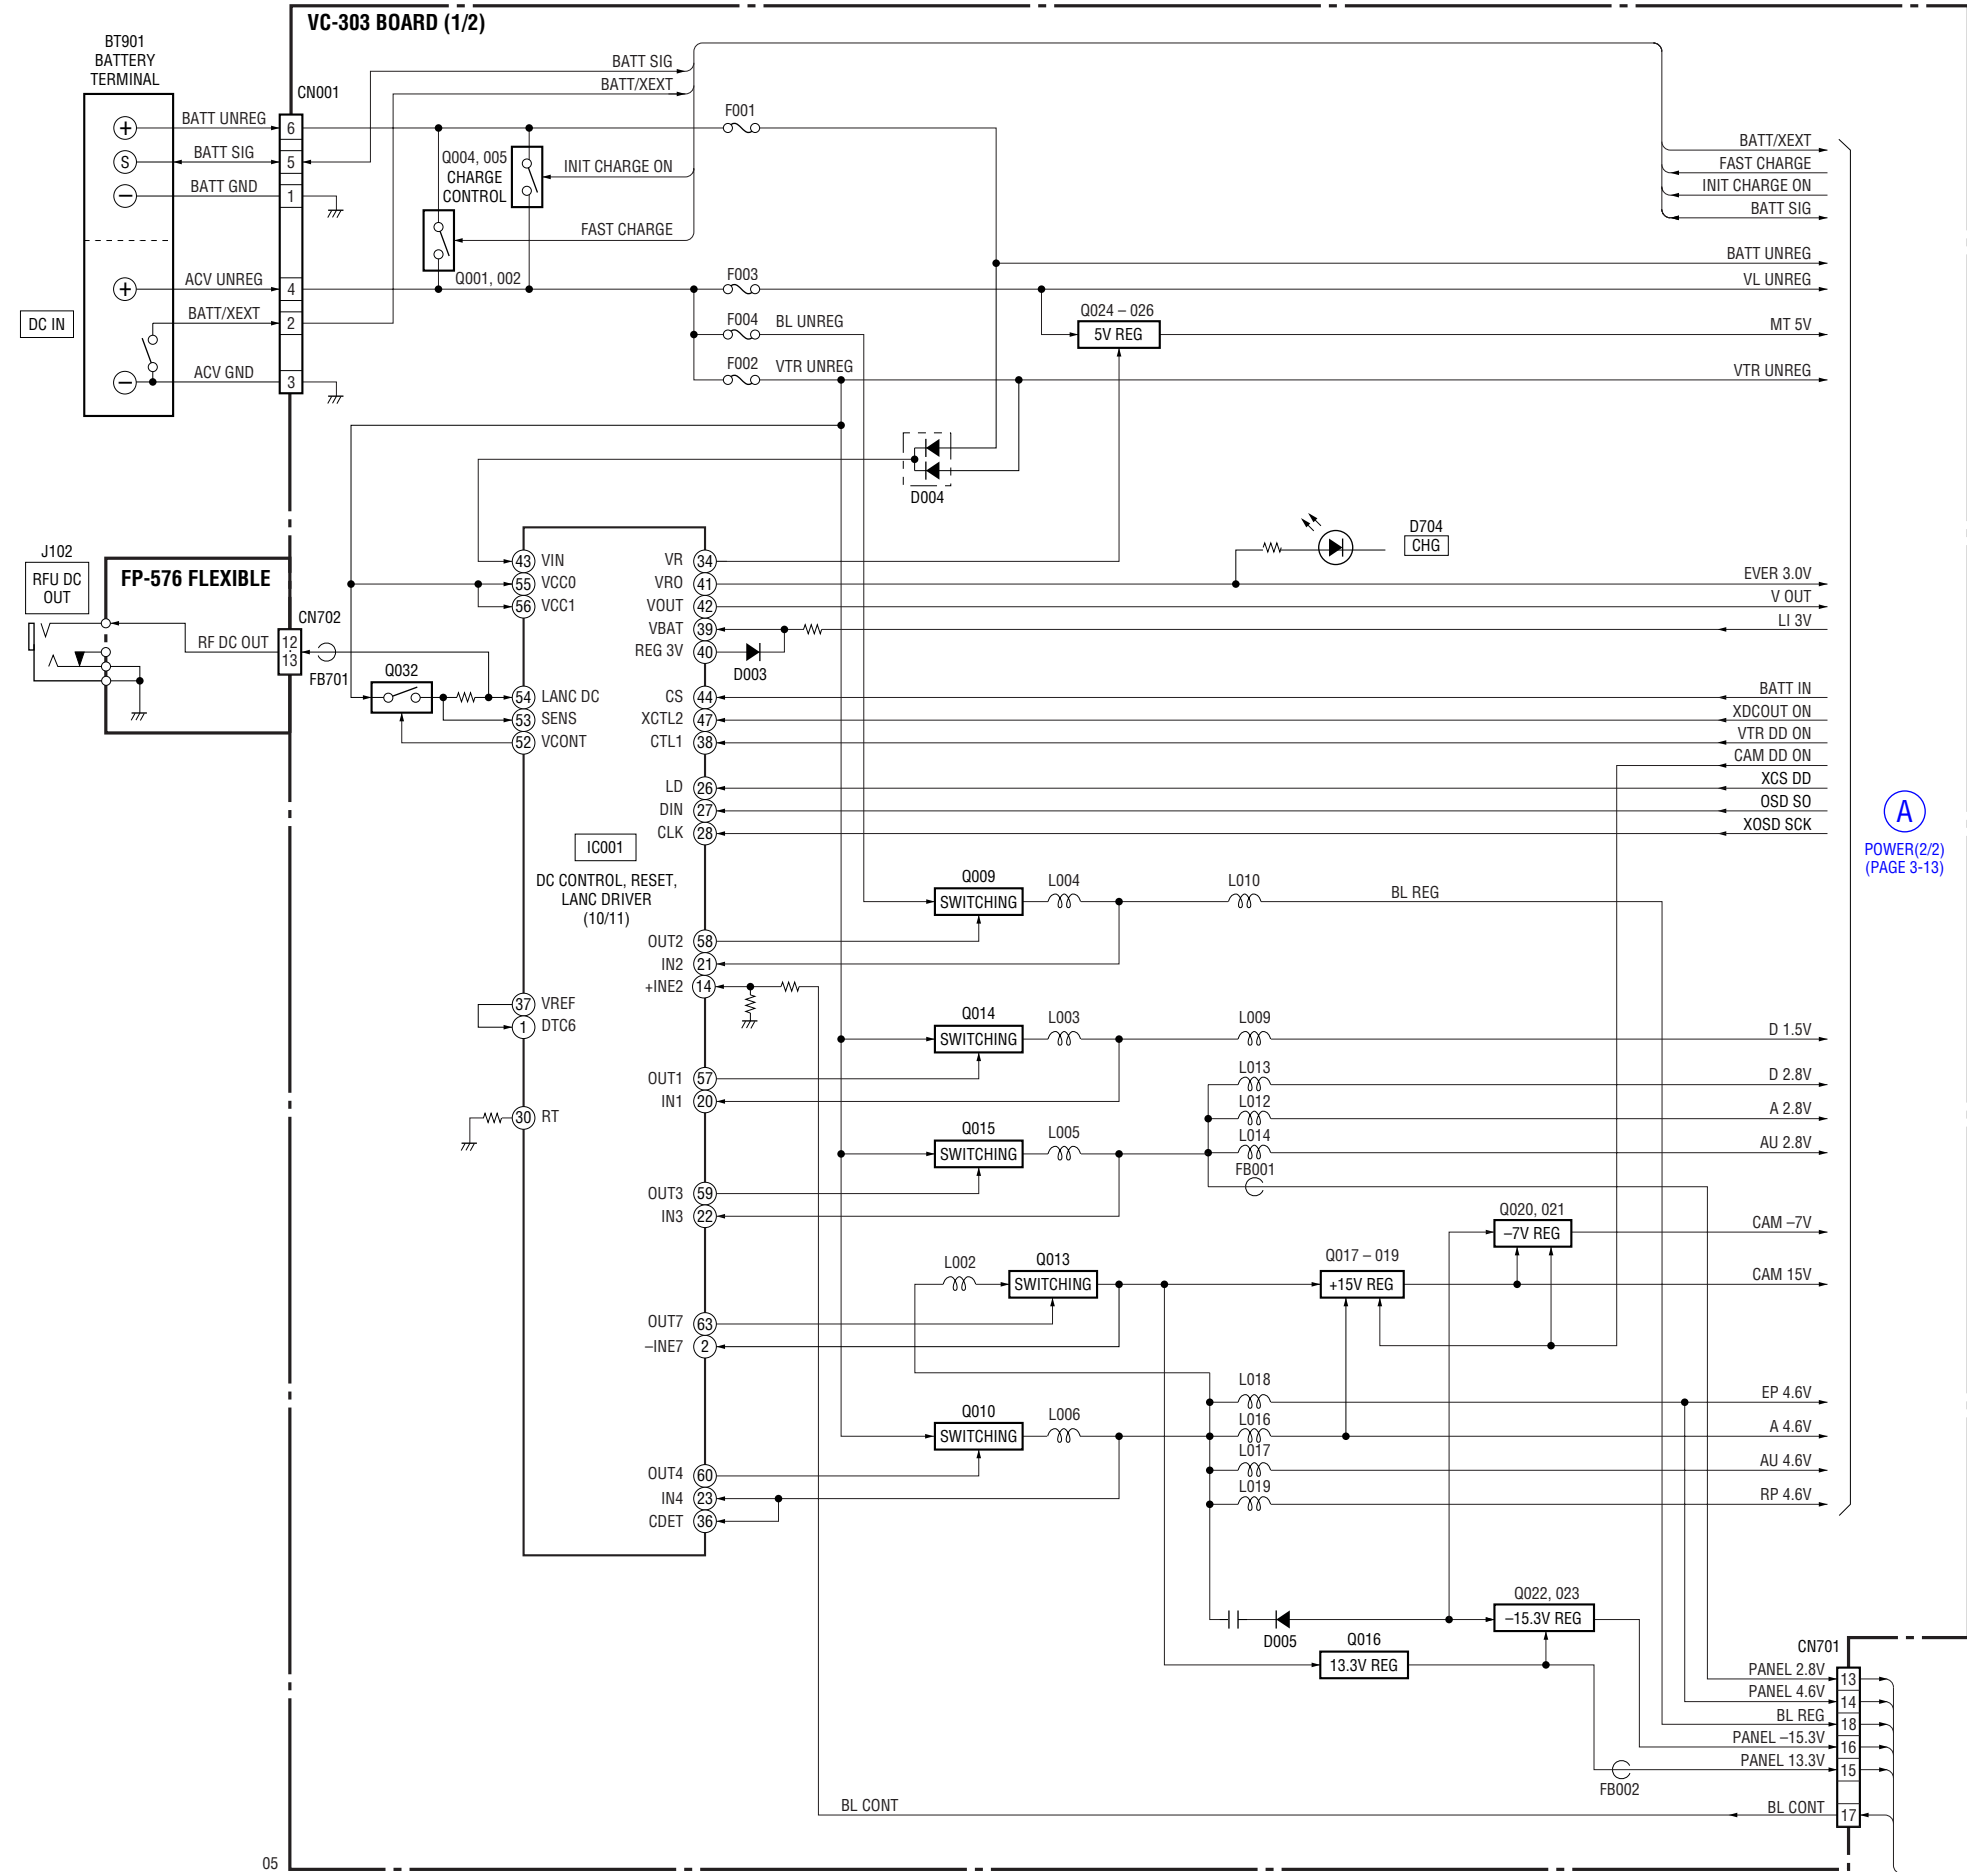 VC-303 BOARD (1/2)
BT901
BATTERY
TERMINAL
CN001
BATT SIG
BATT/XEXT
BATT UNREG
6
F001
S
BATT SIG
5
BATT GND
1
Q004, 005
CHARGE
CONTROL
INIT CHARGE ON
FAST CHARGE
Q001, 002
BATT/XEXT
FAST CHARGE
INIT CHARGE ON
BATT SIG
BATT UNREG
DC IN
ACV UNREG
4
F003
VL UNREG
BATT/XEXT
2
F004
BL UNREG
Q024 – 026
5V REG
MT 5V
ACV GND
3
F002
VTR UNREG
VTR UNREG
D004
D704
CHG
J102
RFU DC
OUT
FP-576 FLEXIBLE
CN702
RF DC OUT
12
13
FB701
Q032
43 VIN
55 VCC0
56 VCC1
54 LANC DC
53 SENS
52 VCONT
VR 34
VRO 41
EVER 3.0V
VOUT 42
V OUT
VBAT 39
LI 3V
REG 3V 40
D003
CS 44
BATT IN
XCTL2 47
XDCOUT ON
CTL1 38
VTR DD ON
CAM DD ON
LD 26
XCS DD
DIN 27
OSD SO
CLK 28
XOSD SCK
A
POWER(2/2)
(PAGE 3-13)
IC001
DC CONTROL, RESET,
LANC DRIVER
(10/11)
Q009
SWITCHING
L004
L010
BL REG
OUT2 58
IN2 21
+INE2 14
37 VREF
1 DTC6
Q014
SWITCHING
L003
L009
D 1.5V
OUT1 57
IN1 20
L013
D 2.8V
L012
A 2.8V
30 RT
Q015
SWITCHING
L005
L014
AU 2.8V
FB001
OUT3 59
IN3 22
Q020, 021
–7V REG
CAM –7V
L002
Q013
SWITCHING
Q017 – 019
+15V REG
CAM 15V
OUT7 63
–INE7 2
L018
EP 4.6V
Q010
SWITCHING
L006
L016
A 4.6V
L017
AU 4.6V
L019
RP 4.6V
OUT4 60
IN4 23
CDET 36
D005
Q022, 023
–15.3V REG
Q016
13.3V REG
CN701
PANEL 2.8V
13
PANEL 4.6V
14
BL REG
18
PANEL –15.3V
16
PANEL 13.3V
15
FB002
BL CONT
BL CONT
17
05